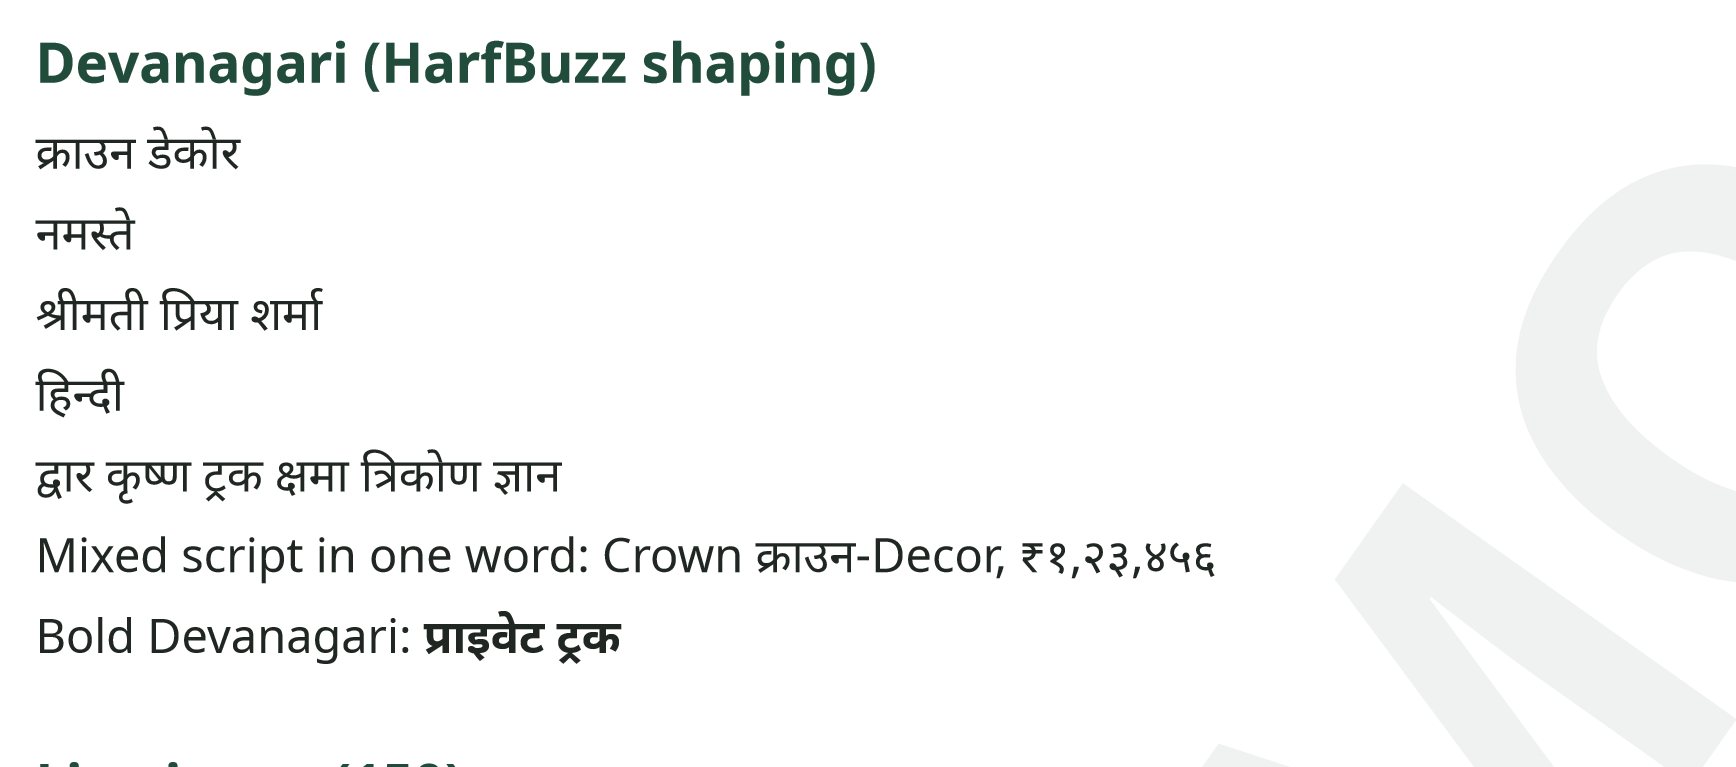 Devanagari (HarfBuzz shaping)
क्राउन डेकोर
नमस्ते
श्रीमती प्रिया शर्मा
हिन्दी
द्वार कृष्ण ट्रक क्षमा त्रिकोण ज्ञान
Mixed script in one word: Crown क्राउन-Decor, ₹१,२३,४५६
Bold Devanagari: प्राइवेट ट्रक